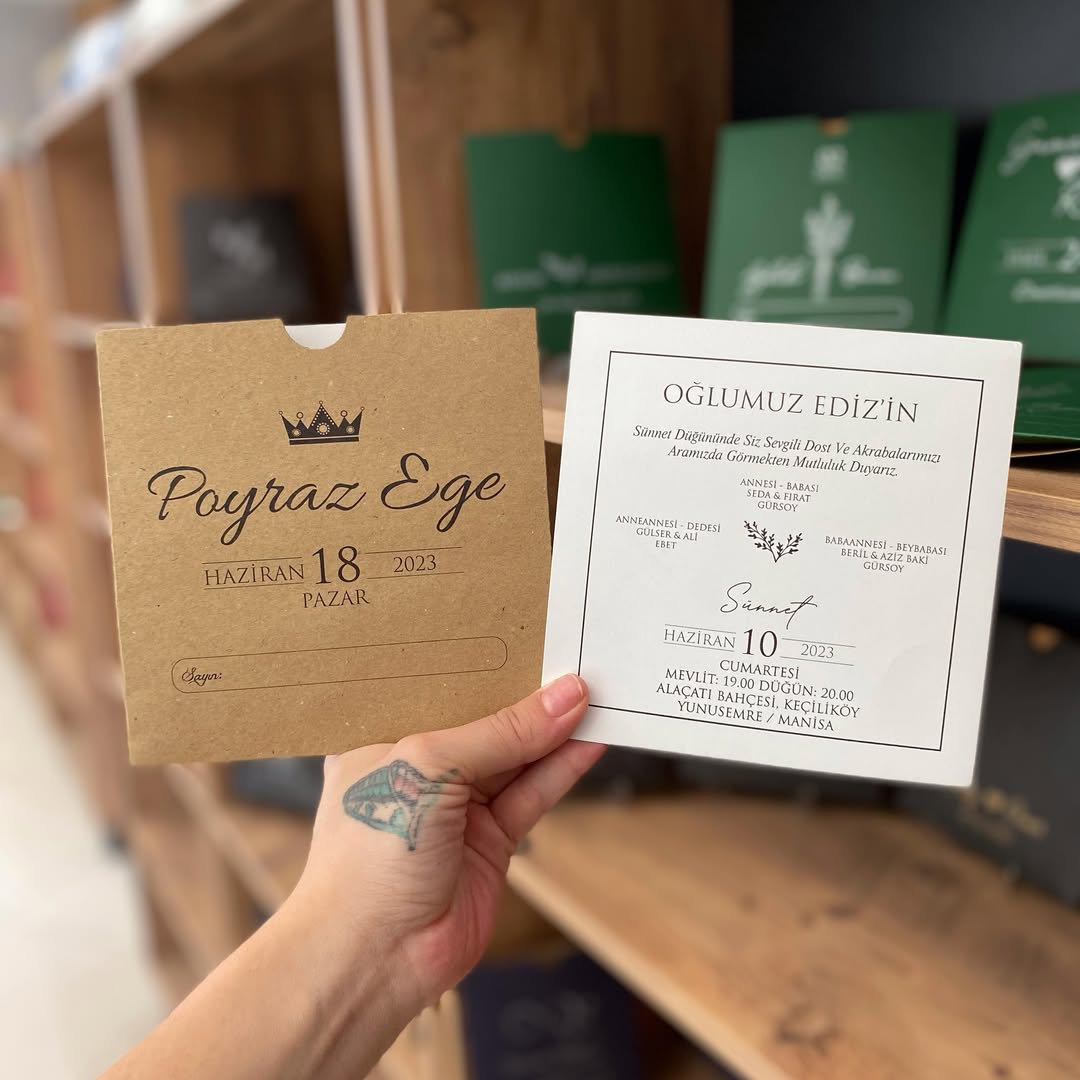 Poyraz Ege
HAZİRAN 18 2023
PAZAR
Sayın:
OĞLUMUZ EDİZ'İN
Sünnet Düğününde Siz Sevgili Dost Ve Akrabalarımızı
Aramızda Görmekten Mutluluk Duyarız.
ANNESİ - BABASI
SEDA & FIRAT
GÜRSOY
ANNEANNESİ - DEDESİ
GÜLSER & ALİ
EBET
BABAANNESİ - BEYBABASI
BERİL & AZİZ BAKİ
GÜRSOY
Sünnet
HAZİRAN 10 2023
CUMARTESİ
MEVLİT: 19.00 DÜĞÜN: 20.00
ALAÇATI BAHÇESİ, KEÇİLİKÖY
YUNUSEMRE / MANİSA